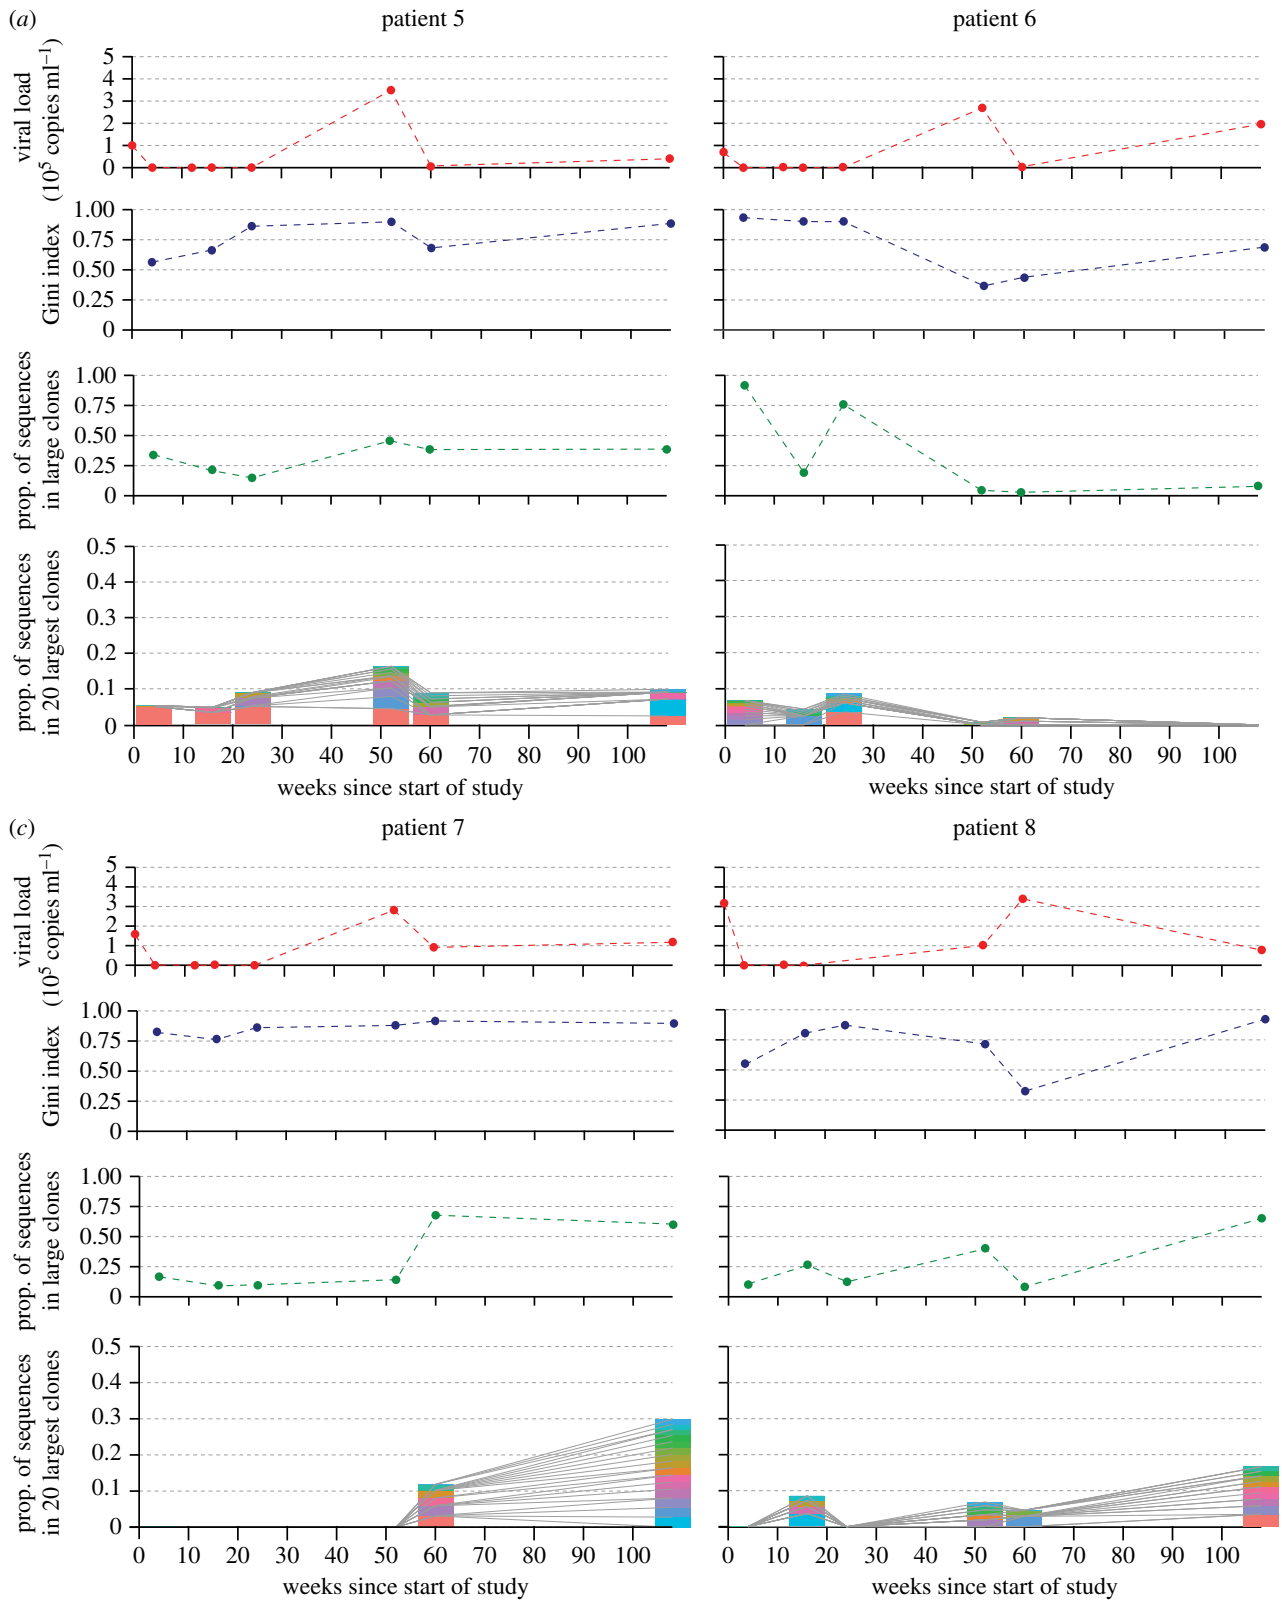 (a)
patient 5
patient 6
viral load
(10⁵ copies ml⁻¹)
5
4
3
2
1
0
Gini index
1.00
0.75
0.50
0.25
0
prop. of sequences
in large clones
1.00
0.75
0.50
0.25
0
prop. of sequences
in 20 largest clones
0.5
0.4
0.3
0.2
0.1
0
0 10 20 30 40 50 60 70 80 90 100
0 10 20 30 40 50 60 70 80 90 100
weeks since start of study
weeks since start of study
(c)
patient 7
patient 8
viral load
(10⁵ copies ml⁻¹)
5
4
3
2
1
0
Gini index
1.00
0.75
0.50
0.25
0
prop. of sequences
in large clones
1.00
0.75
0.50
0.25
0
prop. of sequences
in 20 largest clones
0.5
0.4
0.3
0.2
0.1
0
0 10 20 30 40 50 60 70 80 90 100
0 10 20 30 40 50 60 70 80 90 100
weeks since start of study
weeks since start of study